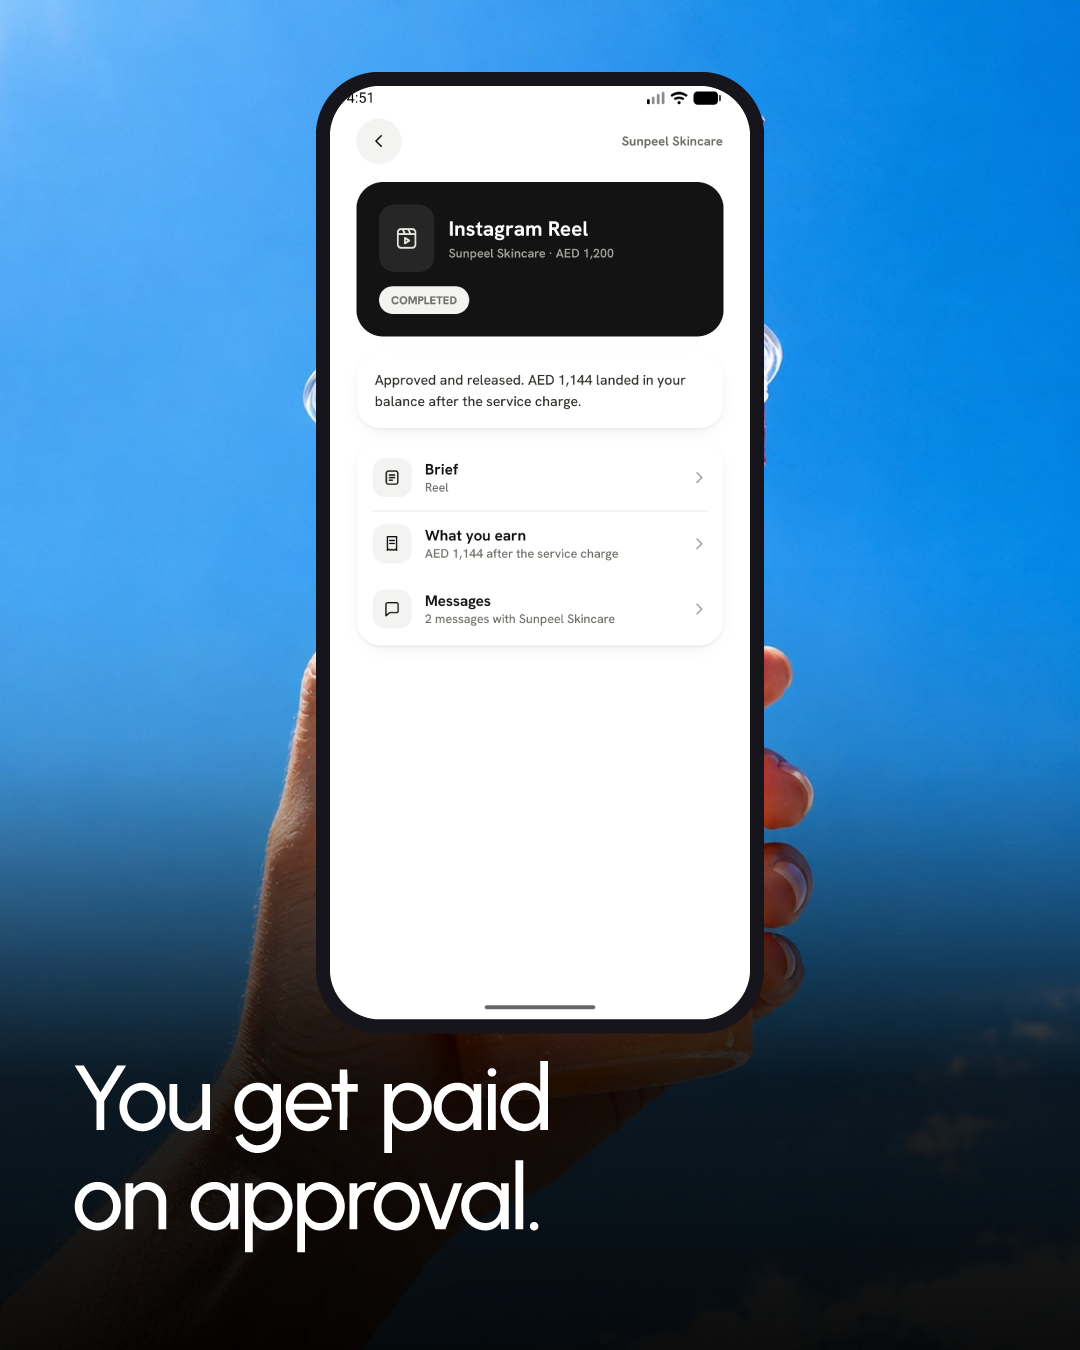 4:51
Sunpeel Skincare
Instagram Reel
Sunpeel Skincare · AED 1,200
COMPLETED
Approved and released. AED 1,144 landed in your
balance after the service charge.
Brief
Reel
What you earn
AED 1,144 after the service charge
Messages
2 messages with Sunpeel Skincare
You get paid
on approval.